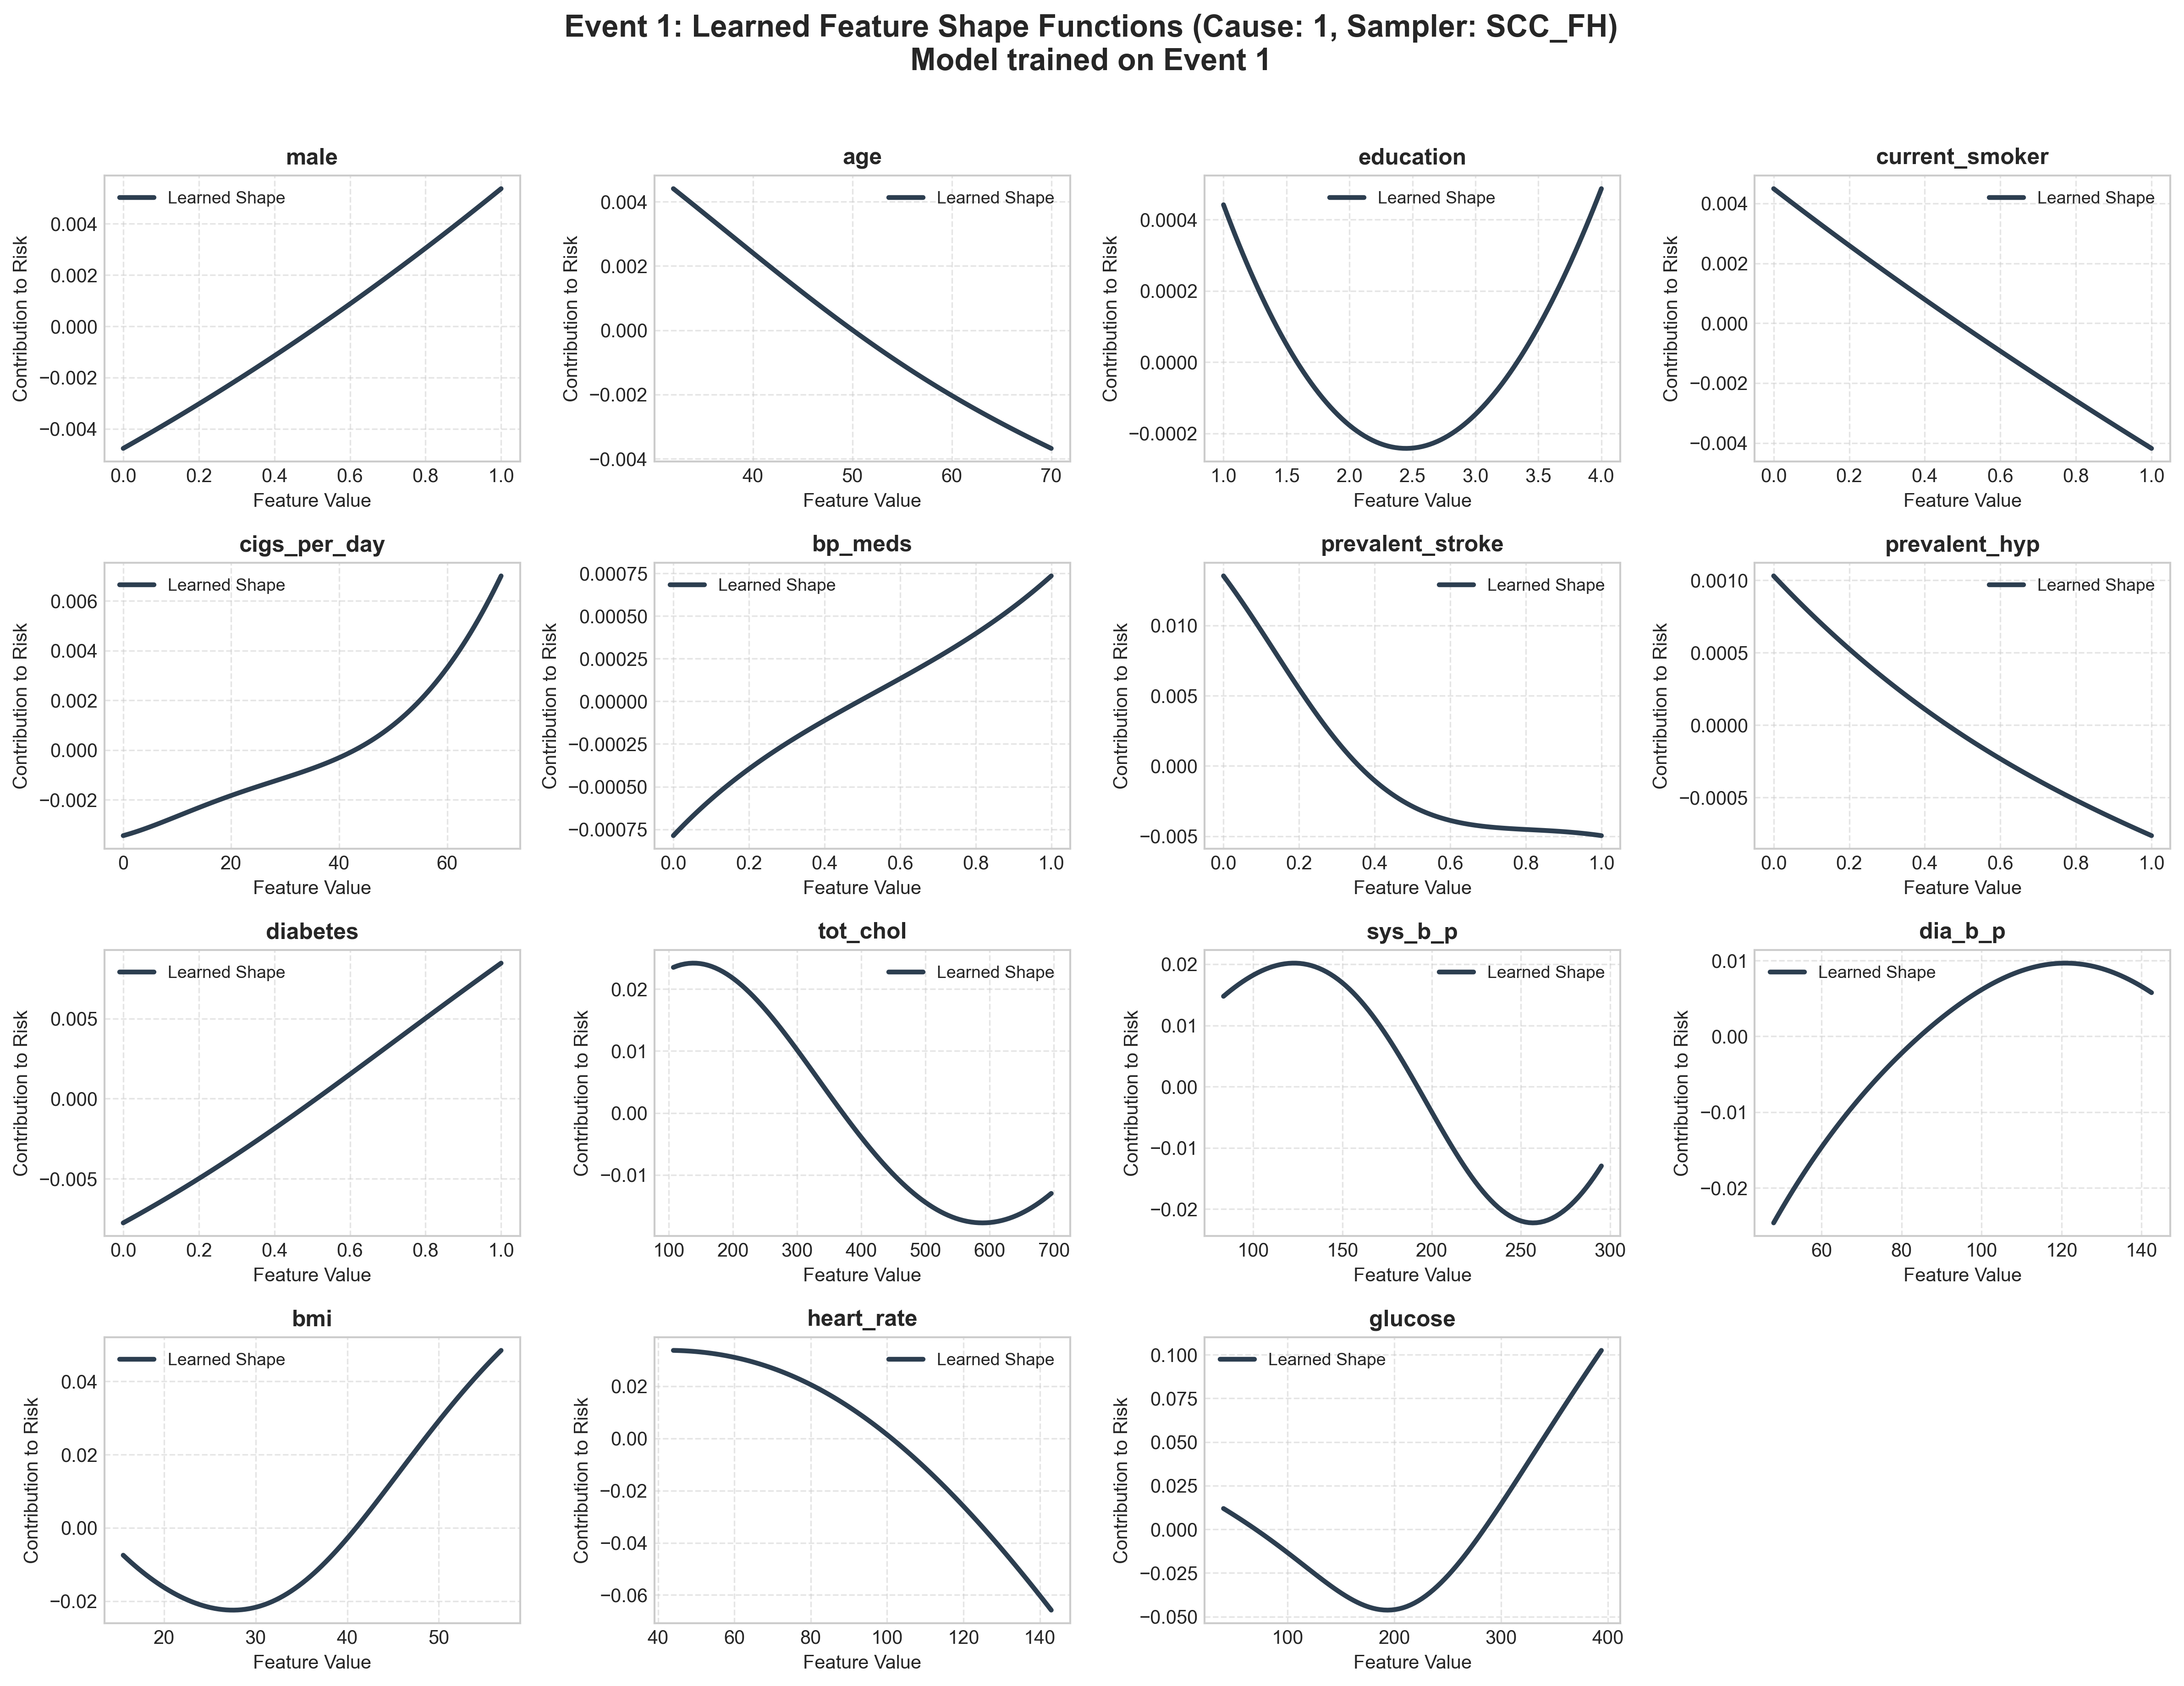 Event 1: Learned Feature Shape Functions (Cause: 1, Sampler: SCC_FH)
Model trained on Event 1
male
Learned Shape
Contribution to Risk
0.004
0.002
0.000
−0.002
−0.004
0.0 0.2 0.4 0.6 0.8 1.0
Feature Value
age
Learned Shape
Contribution to Risk
0.004
0.002
0.000
−0.002
−0.004
40 50 60 70
Feature Value
education
Learned Shape
Contribution to Risk
0.0004
0.0002
0.0000
−0.0002
1.0 1.5 2.0 2.5 3.0 3.5 4.0
Feature Value
current_smoker
Learned Shape
Contribution to Risk
0.004
0.002
0.000
−0.002
−0.004
0.0 0.2 0.4 0.6 0.8 1.0
Feature Value
cigs_per_day
Learned Shape
Contribution to Risk
0.006
0.004
0.002
0.000
−0.002
0 20 40 60
Feature Value
bp_meds
Learned Shape
Contribution to Risk
0.00075
0.00050
0.00025
0.00000
−0.00025
−0.00050
−0.00075
0.0 0.2 0.4 0.6 0.8 1.0
Feature Value
prevalent_stroke
Learned Shape
Contribution to Risk
0.010
0.005
0.000
−0.005
0.0 0.2 0.4 0.6 0.8 1.0
Feature Value
prevalent_hyp
Learned Shape
Contribution to Risk
0.0010
0.0005
0.0000
−0.0005
0.0 0.2 0.4 0.6 0.8 1.0
Feature Value
diabetes
Learned Shape
Contribution to Risk
0.005
0.000
−0.005
0.0 0.2 0.4 0.6 0.8 1.0
Feature Value
tot_chol
Learned Shape
Contribution to Risk
0.02
0.01
0.00
−0.01
100 200 300 400 500 600 700
Feature Value
sys_b_p
Learned Shape
Contribution to Risk
0.02
0.01
0.00
−0.01
−0.02
100 150 200 250 300
Feature Value
dia_b_p
Learned Shape
Contribution to Risk
0.01
0.00
−0.01
−0.02
60 80 100 120 140
Feature Value
bmi
Learned Shape
Contribution to Risk
0.04
0.02
0.00
−0.02
20 30 40 50
Feature Value
heart_rate
Learned Shape
Contribution to Risk
0.02
0.00
−0.02
−0.04
−0.06
40 60 80 100 120 140
Feature Value
glucose
Learned Shape
Contribution to Risk
0.100
0.075
0.050
0.025
0.000
−0.025
−0.050
100 200 300 400
Feature Value